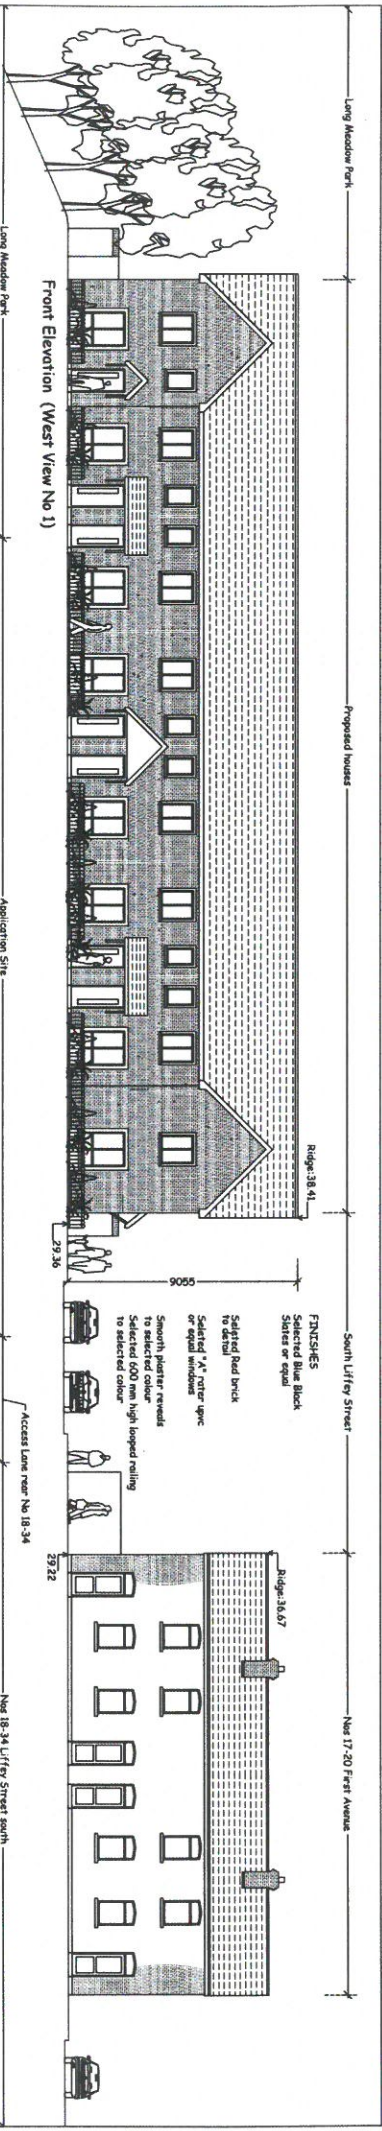 Long Meadow Park
Proposed houses
South Liffey Street
Nos 17-20 First Avenue
Ridge:38.41
Ridge:36.67
9055
FINISHES
Selected Blue Black
Slates or equal
Seleted Red brick
to detail
Seleted "A" rater upvc
or equal windows
Smooth plaster reveals
to selected colour
Selected 600 mm high looped railing
to selected colour
29.36
29.22
Front Elevation (West View No 1)
Access Lane rear No 18-34
Long Meadow Park
Application Site
Nos 18-34 Liffey Street south